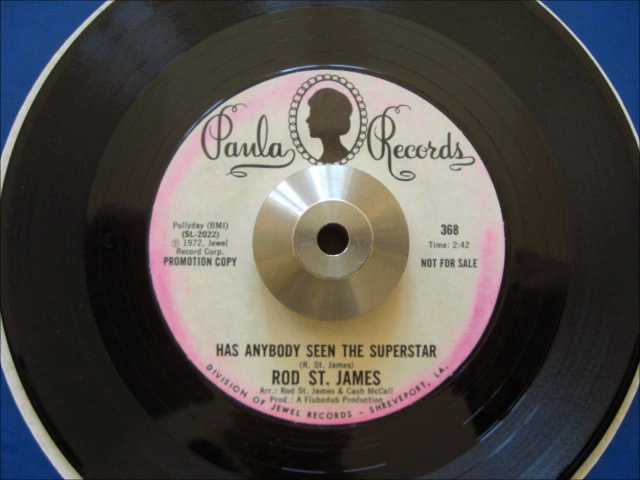 Paula Records
Pollyday (BMI)
(SL-2022)
℗ 1972, Jewel
Record Corp.
PROMOTION COPY
368
Time: 2:42
NOT FOR SALE
HAS ANYBODY SEEN THE SUPERSTAR
(R. St. James)
ROD ST. JAMES
Arr.: Rod St. James & Cash McCall
Prod.: A Flubadub Production
DIVISION OF JEWEL RECORDS - SHREVEPORT, LA.